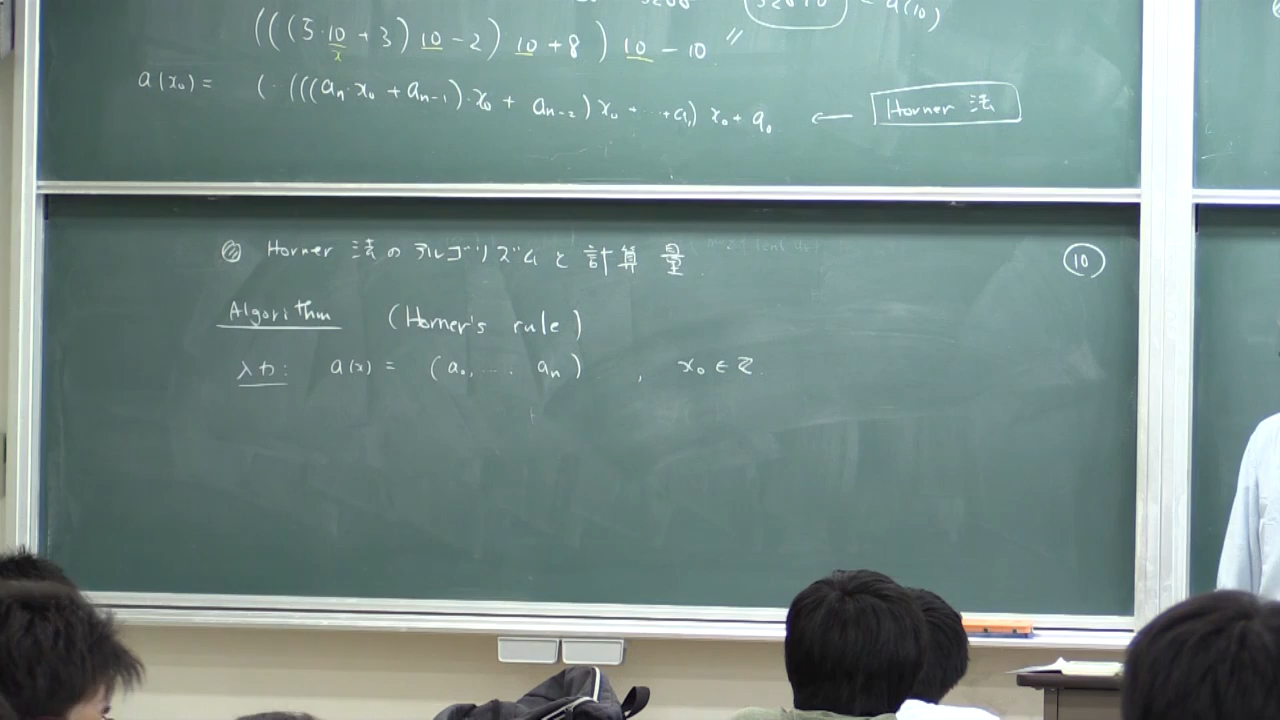 a(10)
(((5·10 + 3) 10 - 2) 10 + 8) 10 - 10 〃
x
a(x₀) = (·(((aₙ·x₀ + aₙ₋₁)·x₀ + aₙ₋₂) x₀ + ··· + a₁) x₀ + a₀ ← Horner 法
◎ Horner 法のアルゴリズムと計算量. ⑩
Algorithm (Horner's rule)
入力: a(x) = (a₀, ···. aₙ) , x₀ ∈ ℤ.